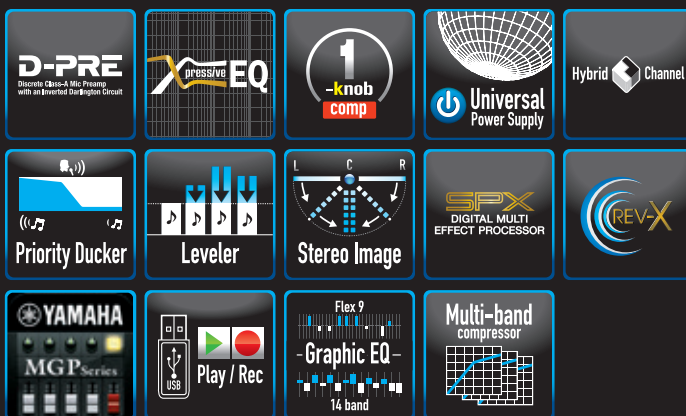 D-PRE
Discrete Class-A Mic Preamp
with an Inverted Darlington Circuit
Xpressive EQ
1
-knob
comp
Universal
Power Supply
Hybrid Channel
Priority Ducker
Leveler
L C R
Stereo Image
SPX
DIGITAL MULTI
EFFECT PROCESSOR
REV-X
YAMAHA
MGP Series
USB
Play / Rec
Flex 9
-Graphic EQ-
14 band
Multi-band
compressor